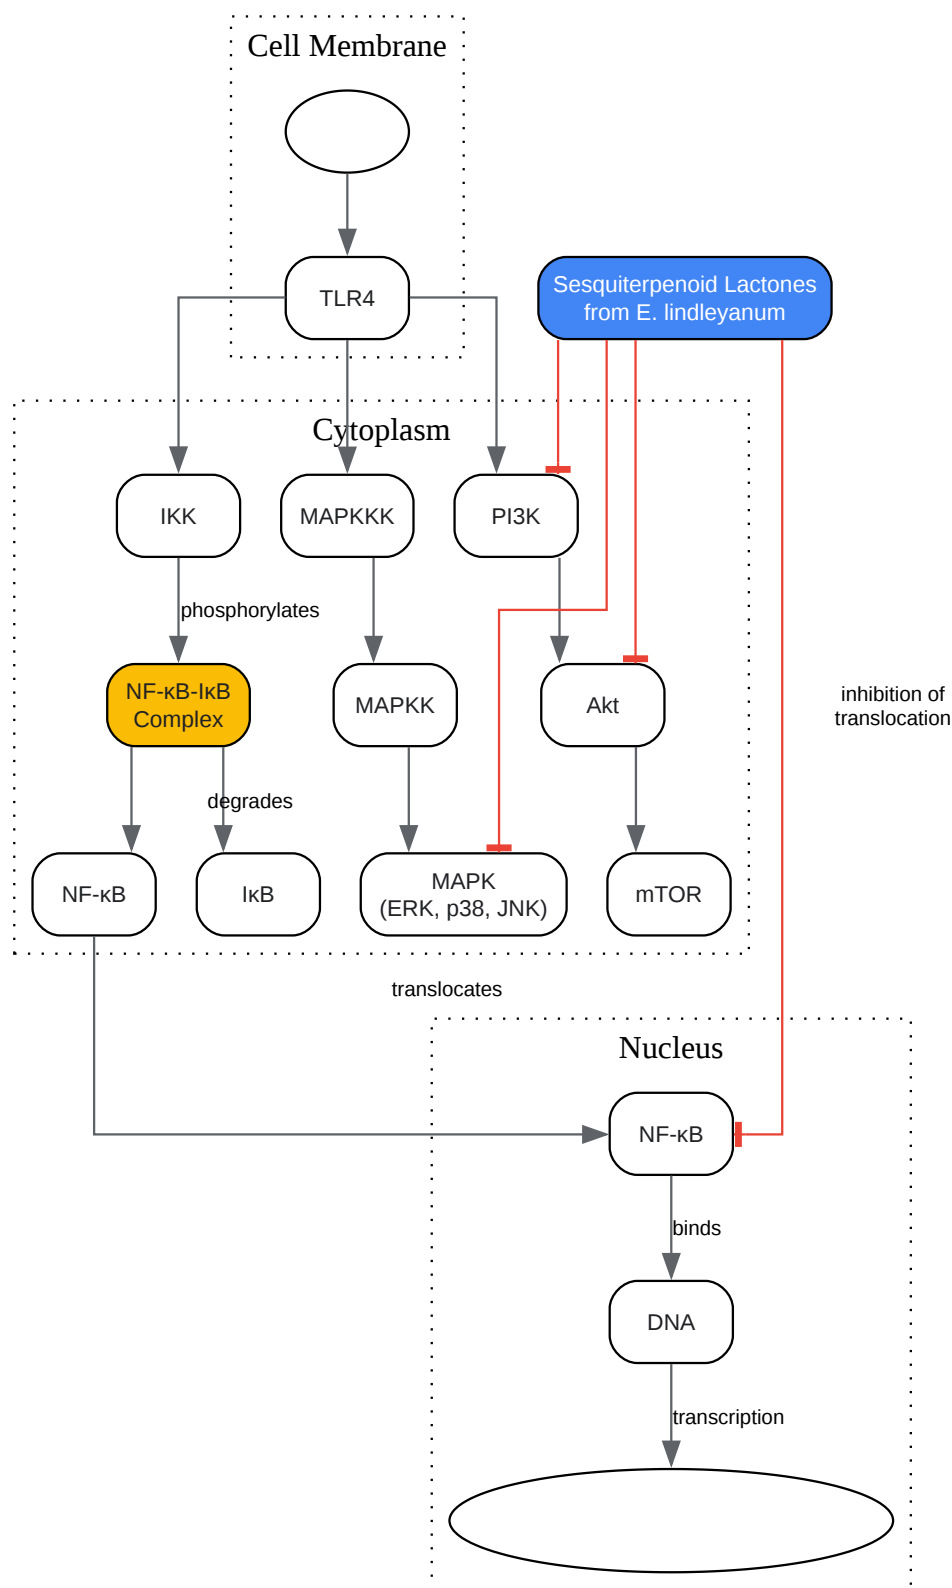 Cell Membrane
TLR4
Sesquiterpenoid Lactones
from E. lindleyanum
Cytoplasm
IKK
MAPKKK
PI3K
phosphorylates
NF-κB-IκB
Complex
MAPKK
Akt
inhibition of
translocation
degrades
NF-κB
IκB
MAPK
(ERK, p38, JNK)
mTOR
translocates
Nucleus
NF-κB
binds
DNA
transcription